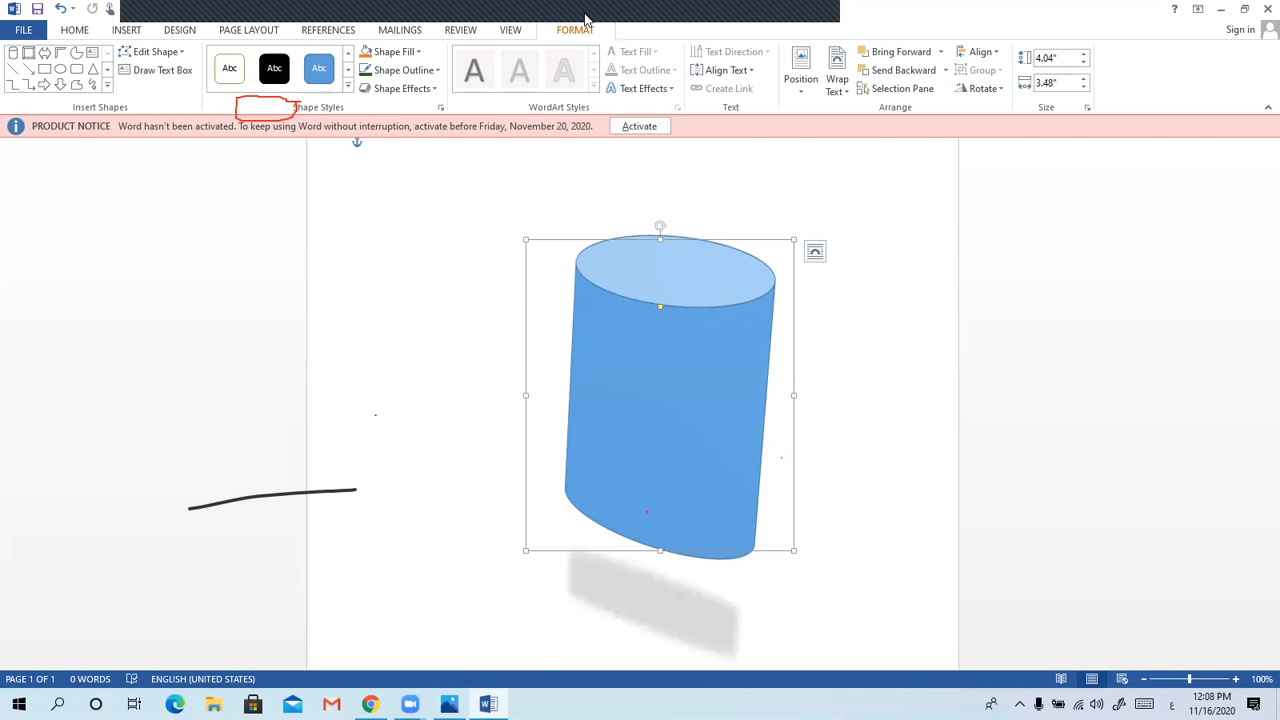 FILE HOME INSERT DESIGN PAGE LAYOUT REFERENCES MAILINGS REVIEW VIEW FORMAT Sign in
Edit Shape
Draw Text Box
Insert Shapes
Abc Abc Abc
Shape Fill
Shape Outline
Shape Effects
Shape Styles
A A A
WordArt Styles
Text Fill
Text Outline
Text Effects
Text Direction
Align Text
Create Link
Text
Position
Wrap
Text
Bring Forward
Send Backward
Selection Pane
Align
Group
Rotate
Arrange
4.04"
3.48"
Size
PRODUCT NOTICE Word hasn't been activated. To keep using Word without interruption, activate before Friday, November 20, 2020. Activate
PAGE 1 OF 1 0 WORDS ENGLISH (UNITED STATES) 100%
ع
12:08 PM
11/16/2020